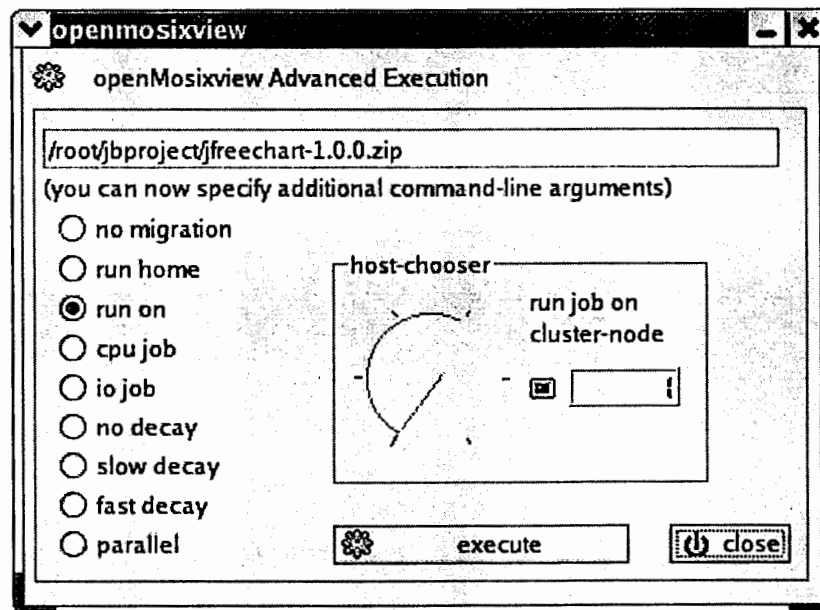 openmosixview
openMosixview Advanced Execution
/root/jbproject/jfreechart-1.0.0.zip
(you can now specify additional command-line arguments)
no migration
run home
run on
cpu job
io job
no decay
slow decay
fast decay
parallel
host-chooser
run job on
cluster-node
1
execute
close